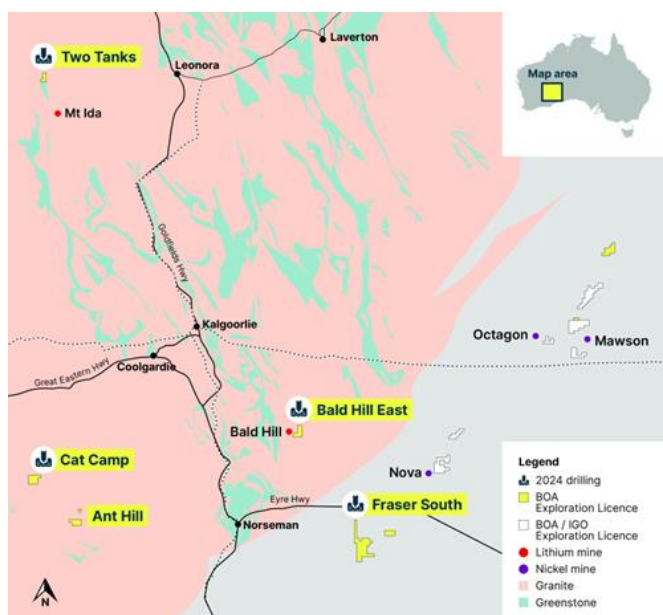 Two Tanks
Leonora
Laverton
Map area
Mt Ida
Goldfields Hwy
Kalgoorlie
Octagon
Mawson
Coolgardie
Great Eastern Hwy
Bald Hill East
Bald Hill
Cat Camp
Nova
Ant Hill
Eyre Hwy
Fraser South
Norseman
N
Legend
2024 drilling
BOA
Exploration Licence
BOA / IGO
Exploration Licence
Lithium mine
Nickel mine
Granite
Greenstone